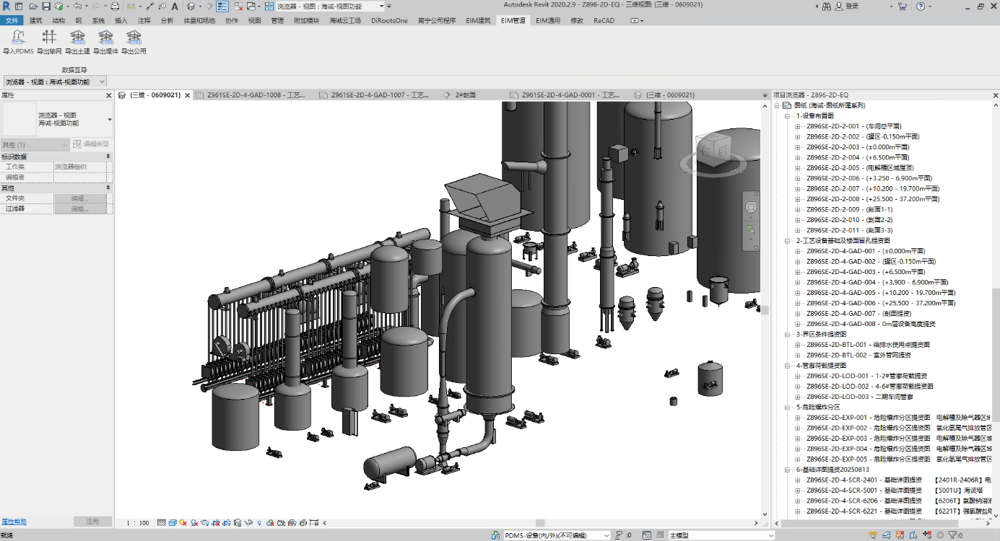 浏览器 - 视图 : 海诚-视图功能
Autodesk Revit 2020.2.9 - Z896-2D-EQ - 三维视图: {三维 - 0609021}
登录
文件 建筑 结构 钢 系统 插入 注释 分析 体量和场地 协作 视图 管理 附加模块 海诚云工场 DiRootsOne 南宁公司程序 EIM建筑 EIM管道 EIM通用 修改 ReCAD
导入PDMS 导出轴网 导出土建 导出埋件 导出公用
数据互导
浏览器 - 视图 : 海诚-视图功能
属性
浏览器 - 视图
海诚-视图功能
其他 (1) 编辑类型
标识数据
工作集 浏览器组织
编辑者
其他
文件夹 编辑...
过滤器 编辑...
属性帮助 应用
{三维 - 0609021} Z961SE-2D-4-GAD-1008 - 工艺... Z961SE-2D-4-GAD-1007 - 工艺... 2#剖面 Z961SE-2D-4-GAD-0001 - 工艺... {三维 - 0609021}
1 : 100
项目浏览器 - Z896-2D-EQ
图纸 (海诚-图纸所属系列)
1-设备布置图
Z896SE-2D-2-001 - (车间总平面)
Z896SE-2D-2-002 - (罐区-0.150m平面)
Z896SE-2D-2-003 - (±0.000m平面)
Z896SE-2D-2-004 - (+6.500m平面)
Z896SE-2D-2-005 - (电解槽区域屋顶)
Z896SE-2D-2-006 - (+3.250 - 6.900m平面)
Z896SE-2D-2-007 - (+10.200 - 19.700m平面)
Z896SE-2D-2-008 - (+25.500 - 37.200m平面)
Z896SE-2D-2-009 - (剖面1-1)
Z896SE-2D-2-010 - (剖面2-2)
Z896SE-2D-2-011 - (剖面3-3)
2-工艺设备基础及楼面留孔提资图
Z896SE-2D-4-GAD-001 - (±0.000m平面)
Z896SE-2D-4-GAD-002 - (罐区-0.150m平面)
Z896SE-2D-4-GAD-003 - (+6.500m平面)
Z896SE-2D-4-GAD-004 - (+3.900 - 6.900m平面)
Z896SE-2D-4-GAD-005 - (+10.200 - 19.700m平面)
Z896SE-2D-4-GAD-006 - (+25.500 - 37.200m平面)
Z896SE-2D-4-GAD-007 - (剖面提资)
Z896SE-2D-4-GAD-008 - 0m层设备高度提资
3-界区条件提资图
Z896SE-2D-BTL-001 - 给排水使用点提资图
Z896SE-2D-BTL-002 - 室外管网提资
4-管廊荷载提资图
Z896SE-2D-LOD-001 - 1-2#管廊荷载提资
Z896SE-2D-LOD-002 - 4-6#管廊荷载提资图
Z896SE-2D-LOD-003 - 二期车间管廊
5-危险爆炸分区
Z896SE-2D-EXP-001 - 危险爆炸分区提资图 电解槽及除气器区域
Z896SE-2D-EXP-002 - 危险爆炸分区提资图 氯化氢尾气排放管区
Z896SE-2D-EXP-003 - 危险爆炸分区提资图 电解槽及除气器区域
Z896SE-2D-EXP-004 - 危险爆炸分区提资图 电解槽及除气器区域
Z896SE-2D-EXP-005 - 危险爆炸分区提资图 氯化氢尾气排放管区
6-基础详图提资20250813
Z896SE-2D-4-SCR-2401 - 基础详图提资 【2401R-2406R】电
Z896SE-2D-4-SCR-5001 - 基础详图提资 【5001U】海波塔
Z896SE-2D-4-SCR-6206 - 基础详图提资 【6206T】氯酸钠溶液
Z896SE-2D-4-SCR-6221 - 基础详图提资 【6221T】强氯酸盐
就绪 PDMS-设备(内/外)(不可编辑) :0 主模型 :0